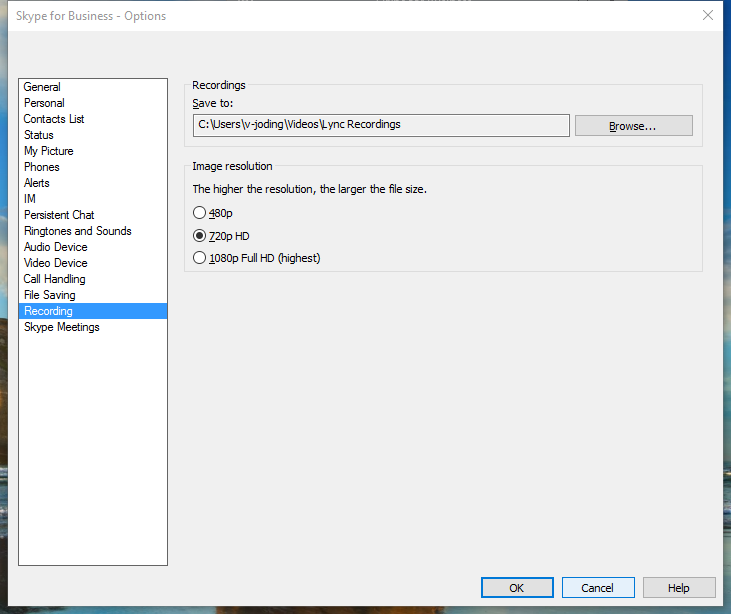 Skype for Business - Options
General
Personal
Contacts List
Status
My Picture
Phones
Alerts
IM
Persistent Chat
Ringtones and Sounds
Audio Device
Video Device
Call Handling
File Saving
Recording
Skype Meetings
Recordings
Save to:
C:\Users\v-joding\Videos\Lync Recordings
Browse...
Image resolution
The higher the resolution, the larger the file size.
480p
720p HD
1080p Full HD (highest)
OK
Cancel
Help